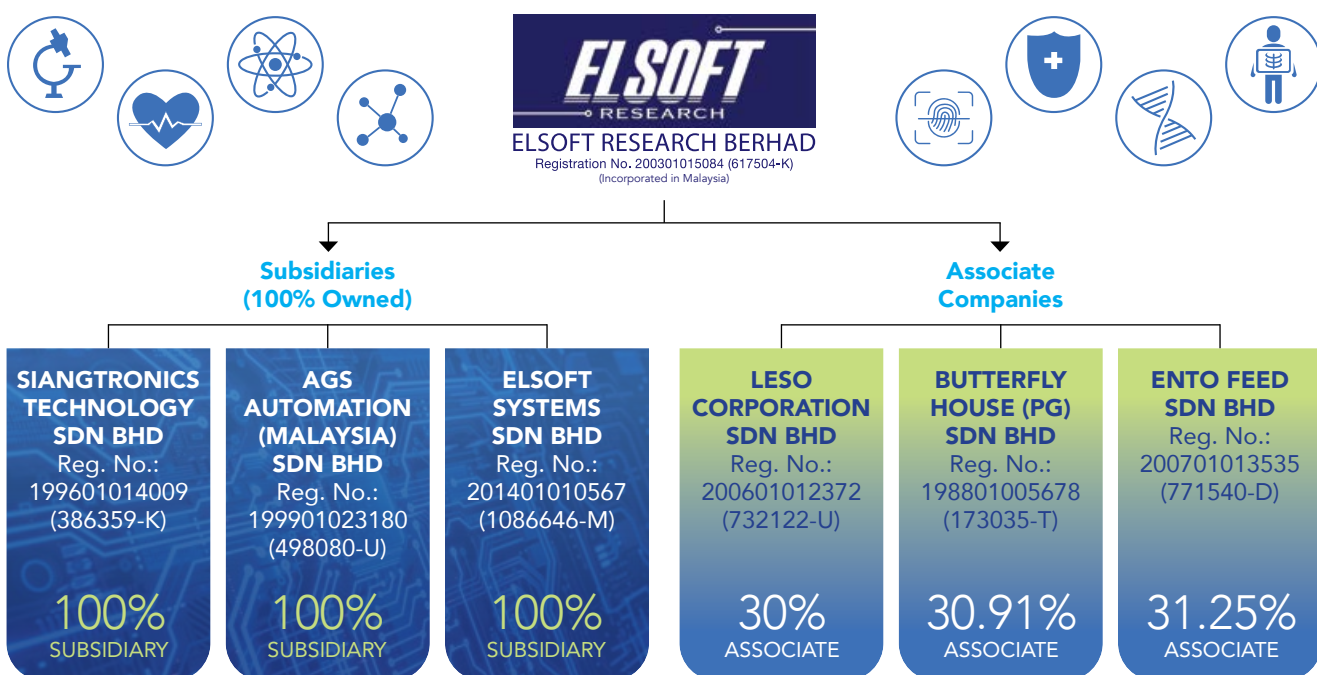 ELSOFT
RESEARCH
ELSOFT RESEARCH BERHAD
Registration No. 200301015084 (617504-K)
(Incorporated in Malaysia)
Subsidiaries
(100% Owned)
Associate
Companies
SIANGTRONICS
TECHNOLOGY
SDN BHD
Reg. No.:
199601014009
(386359-K)
100%
SUBSIDIARY
AGS
AUTOMATION
(MALAYSIA)
SDN BHD
Reg. No.:
199901023180
(498080-U)
100%
SUBSIDIARY
ELSOFT
SYSTEMS
SDN BHD
Reg. No.:
201401010567
(1086646-M)
100%
SUBSIDIARY
LESO
CORPORATION
SDN BHD
Reg. No.:
200601012372
(732122-U)
30%
ASSOCIATE
BUTTERFLY
HOUSE (PG)
SDN BHD
Reg. No.:
198801005678
(173035-T)
30.91%
ASSOCIATE
ENTO FEED
SDN BHD
Reg. No.:
200701013535
(771540-D)
31.25%
ASSOCIATE